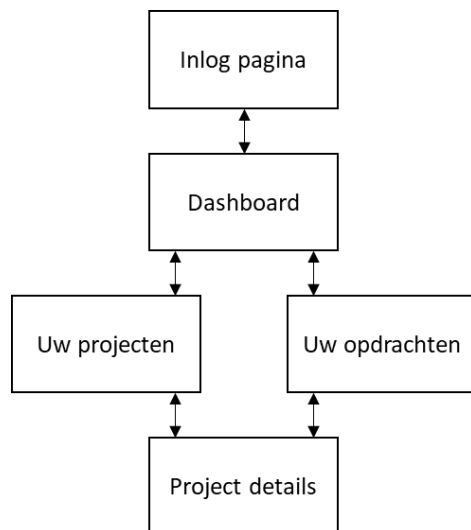 Inlog pagina
Dashboard
Uw projecten
Uw opdrachten
Project details